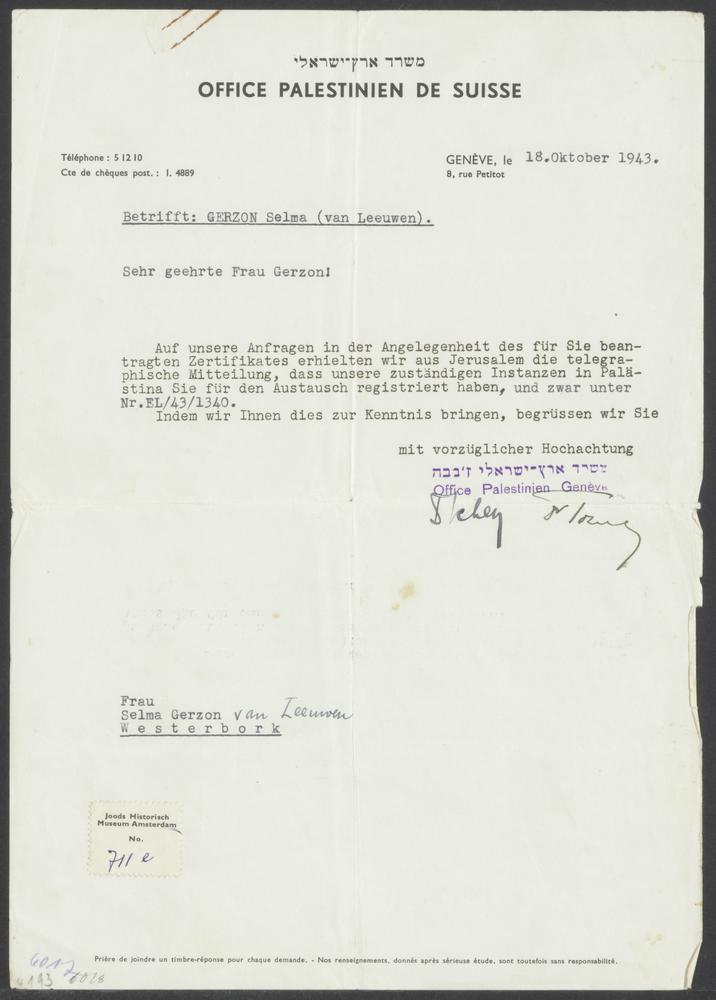 משרד ארץ־ישראלי
OFFICE PALESTINIEN DE SUISSE
Téléphone : 5 12 10
Cte de chèques post. : I. 4889
GENÈVE, le 18.Oktober 1943.
8, rue Petitot
Betrifft: GERZON Selma (van Leeuwen).
Sehr geehrte Frau Gerzon!
Auf unsere Anfragen in der Angelegenheit des für Sie bean-
tragten Zertifikates erhielten wir aus Jerusalem die telegra-
phische Mitteilung, dass unsere zuständigen Instanzen in Palä-
stina Sie für den Austausch registriert haben, und zwar unter
Nr.EL/43/1340.
Indem wir Ihnen dies zur Kenntnis bringen, begrüssen wir Sie
mit vorzüglicher Hochachtung
משרד ארץ־ישראלי ז'נבה
Office Palestinien Genève
Frau
Selma Gerzon van Leeuwen
Westerbork
Joods Historisch
Museum Amsterdam
No.
711 e
Prière de joindre un timbre-réponse pour chaque demande. - Nos renseignements, donnés après sérieuse étude, sont toutefois sans responsabilité.